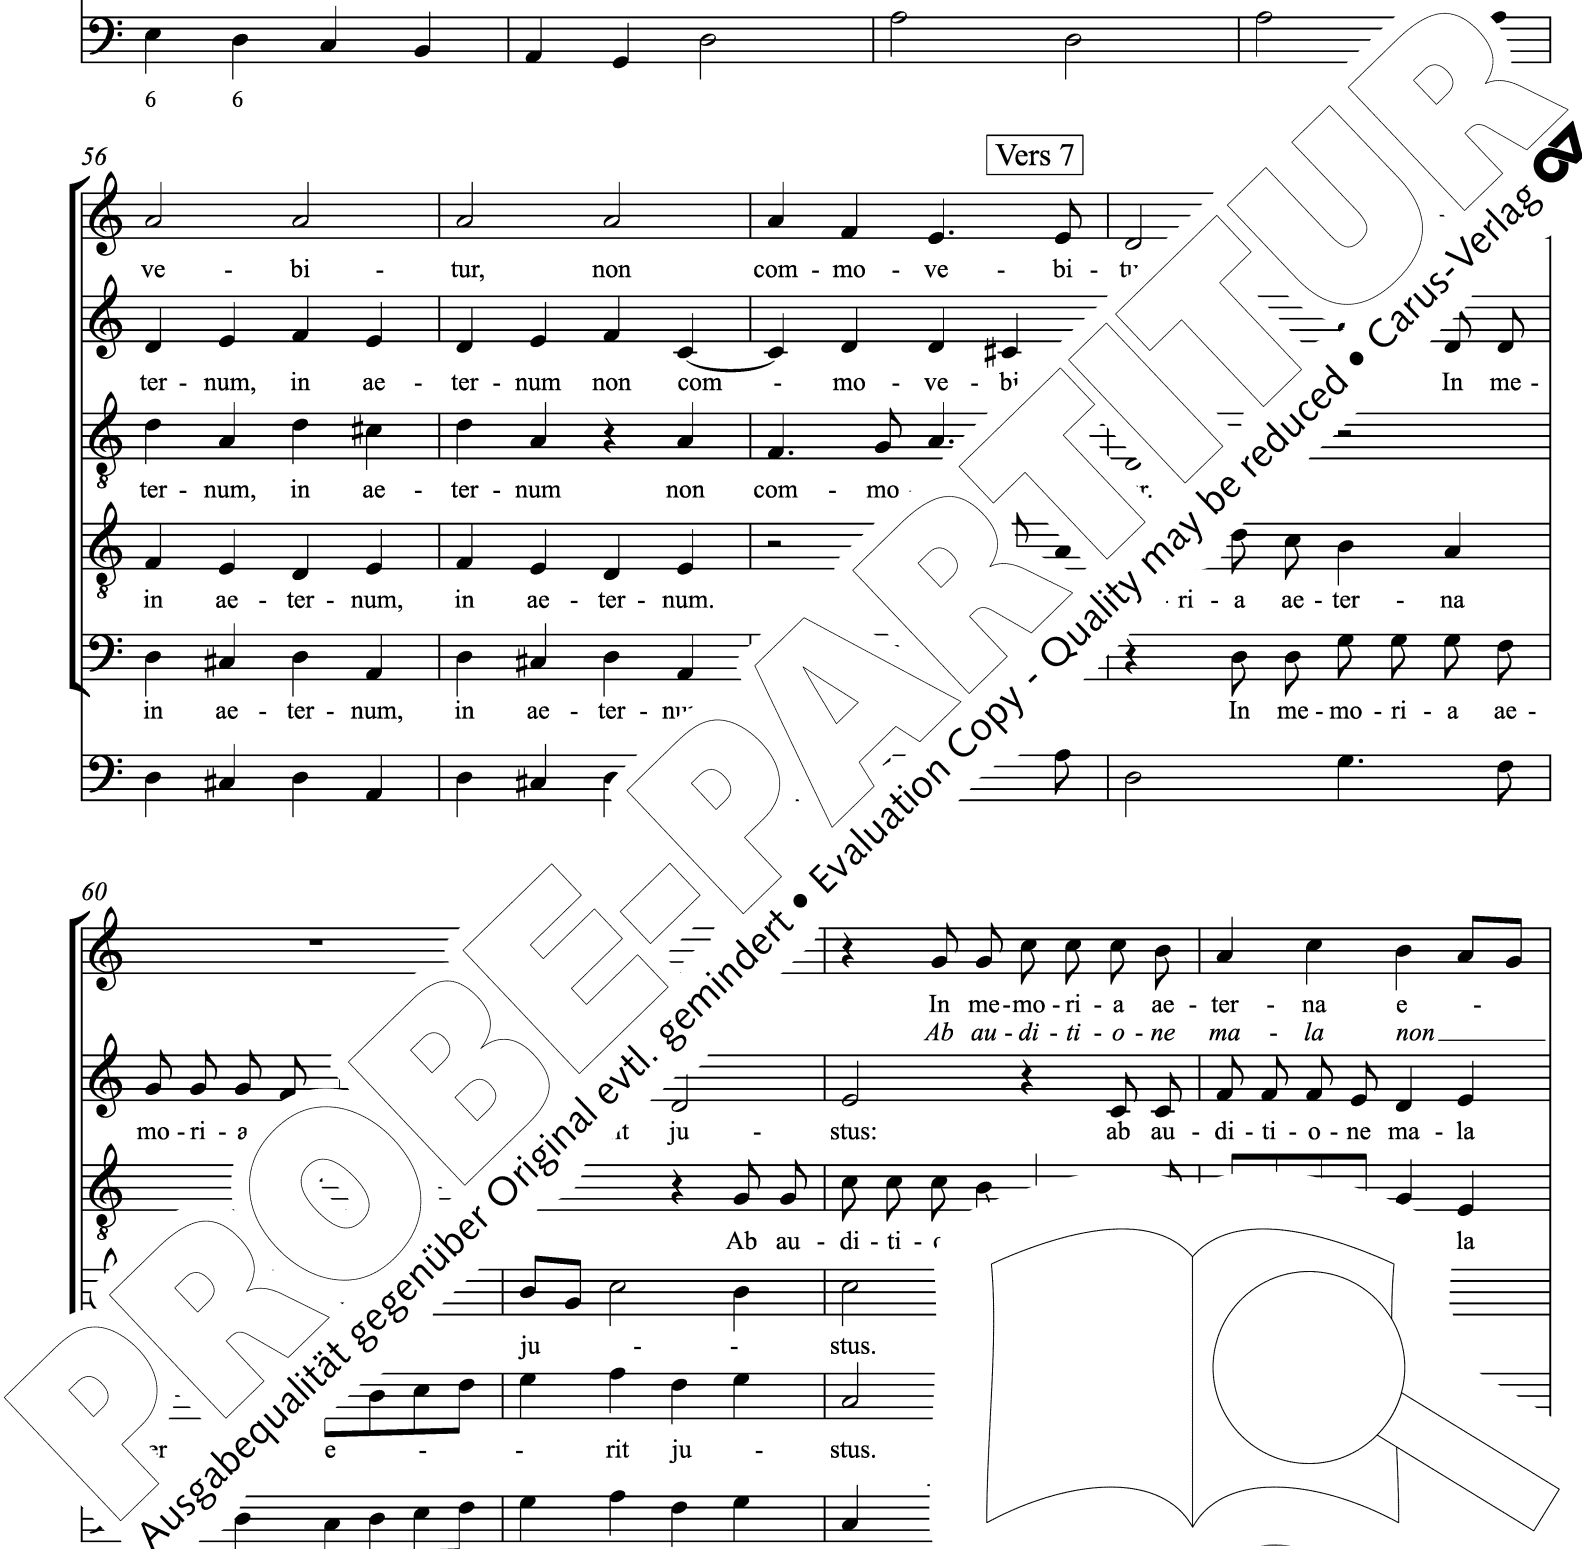 6 6
56
Vers 7
ve - bi - tur, non com - mo - ve - bi -
ter - num, in ae - ter - num non com - mo - ve - In me -
ter - num, in ae - ter - num non com - mo
in ae - ter - num, in ae - ter - num. ri - a ae - ter - na
in ae - ter - num, in ae - ter - In me - mo - ri - a ae -
60
In me - mo - ri - a ae - ter - na e -
Ab au - di - ti - o - ne ma - la non
mo - ri - ju - stus: ab au - di - ti - o - ne ma - la
Ab au - di - ti - la
ju - - stus.
e - - rit ju - stus.
PROBE-PARTITUR
Ausgabequalität gegenüber Original evtl. gemindert • Evaluation Copy - Quality may be reduced • Carus-Verlag